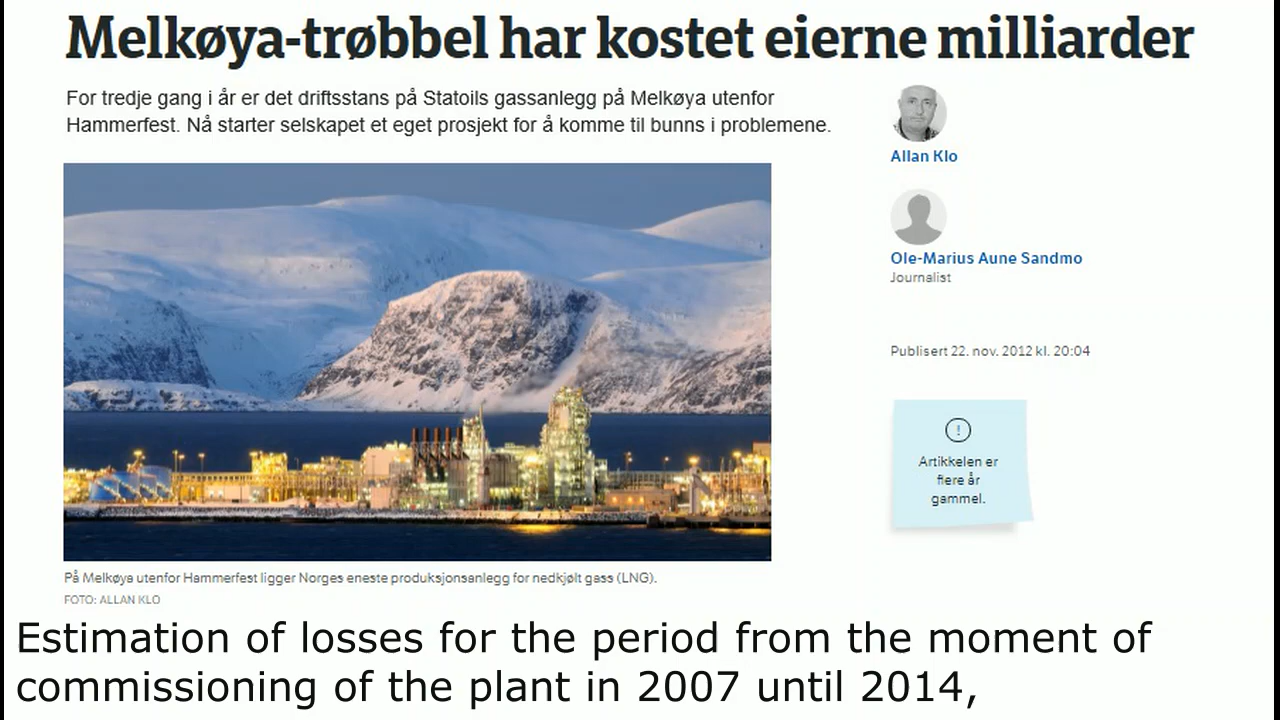 Melkøya-trøbbel har kostet eierne milliarder
For tredje gang i år er det driftsstans på Statoils gassanlegg på Melkøya utenfor
Hammerfest. Nå starter selskapet et eget prosjekt for å komme til bunns i problemene.
Allan Klo
Ole-Marius Aune Sandmo
Journalist
Publisert 22. nov. 2012 kl. 20:04
!
Artikkelen er
flere år
gammel.
På Melkøya utenfor Hammerfest ligger Norges eneste produksjonsanlegg for nedkjølt gass (LNG).
FOTO: ALLAN KLO
Estimation of losses for the period from the moment of
commissioning of the plant in 2007 until 2014,